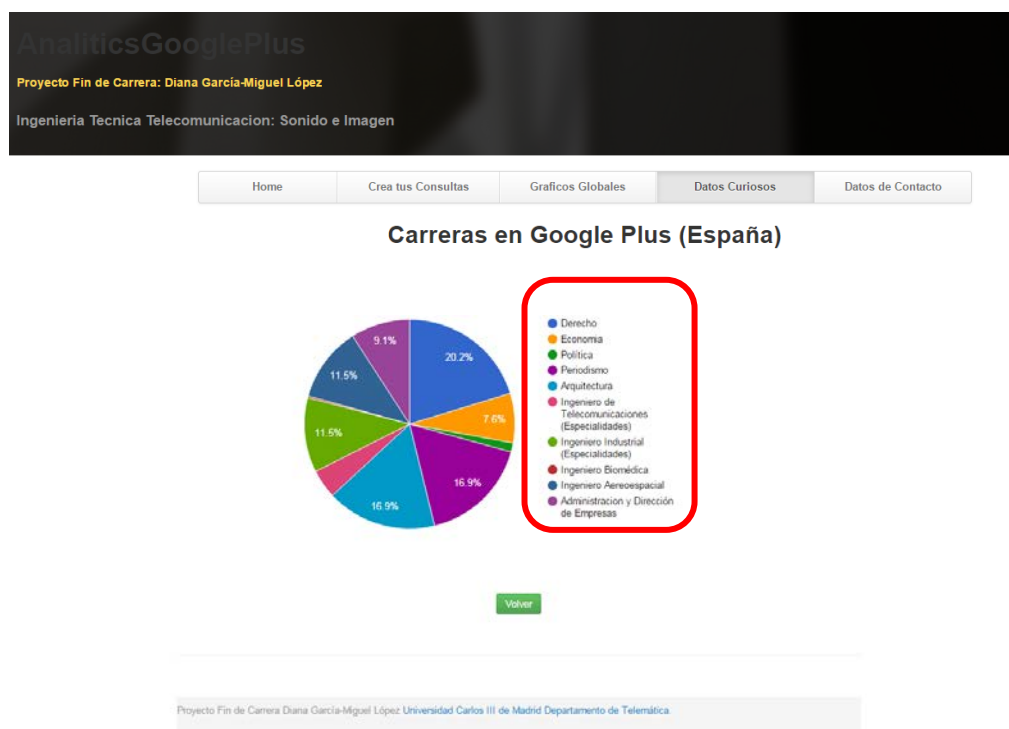 AnaliticsGooglePlus
Proyecto Fin de Carrera: Diana García-Miguel López
Ingenieria Tecnica Telecomunicacion: Sonido e Imagen
Home Crea tus Consultas Graficos Globales Datos Curiosos Datos de Contacto
Carreras en Google Plus (España)
9.1%
20.2%
11.5%
7.6%
11.5%
16.9%
16.9%
Derecho
Economia
Política
Periodismo
Arquitectura
Ingeniero de
Telecomunicaciones
(Especialidades)
Ingeniero Industrial
(Especialidades)
Ingeniero Biomédica
Ingeniero Aereoespacial
Administracion y Dirección
de Empresas
Volver
Proyecto Fin de Carrera Diana García-Miguel López Universidad Carlos III de Madrid Departamento de Telemática.